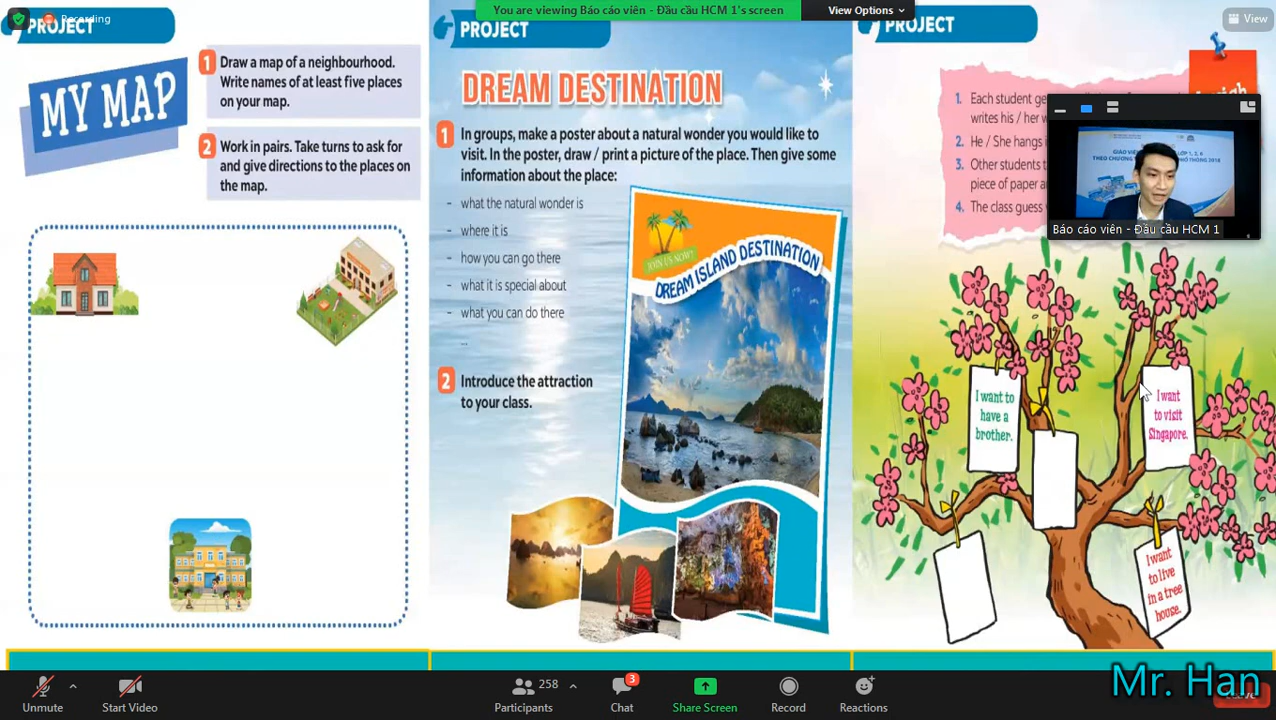 Recording
You are viewing Báo cáo viên - Đầu cầu HCM 1's screen
View Options
View
PROJECT
MY MAP
1 Draw a map of a neighbourhood.
Write names of at least five places
on your map.
2 Work in pairs. Take turns to ask for
and give directions to the places on
the map.
PROJECT
DREAM DESTINATION
1 In groups, make a poster about a natural wonder you would like to
visit. In the poster, draw / print a picture of the place. Then give some
information about the place:
- what the natural wonder is
- where it is
- how you can go there
- what it is special about
- what you can do there
...
2 Introduce the attraction
to your class.
JOIN US NOW!
DREAM ISLAND DESTINATION
PROJECT
1. Each student
writes his / her
2. He / She hangs
3. Other students
piece of paper
4. The class guess
Báo cáo viên - Đầu cầu HCM 1
I want to
have a
brother.
I want
to visit
Singapore.
I want
to live
in a tree
house.
Mr. Han
Unmute
Start Video
258
Participants
3
Chat
Share Screen
Record
Reactions